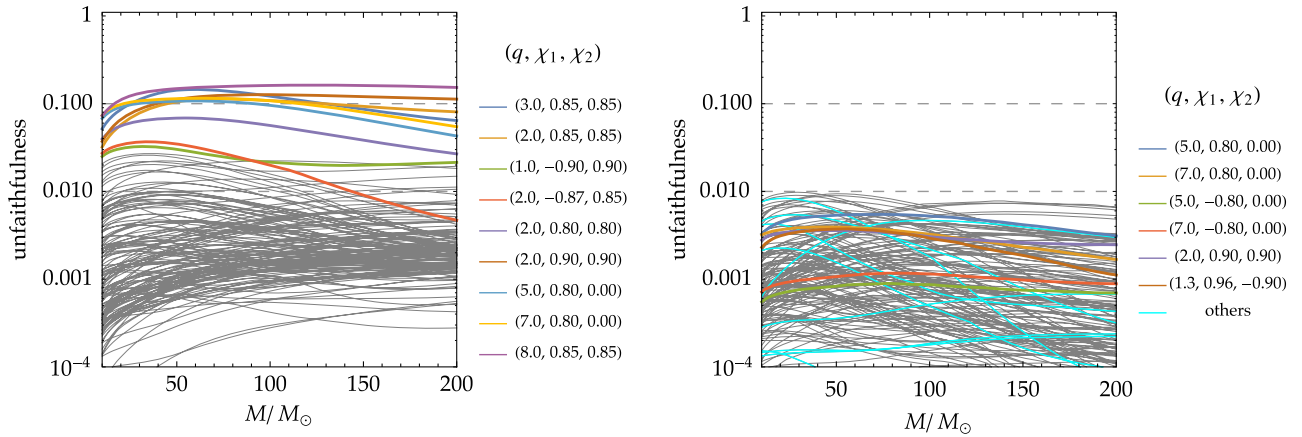 1
0.100
0.010
0.001
10⁻⁴
unfaithfulness
50
100
150
200
M/M☉
(q, χ₁, χ₂)
(3.0, 0.85, 0.85)
(2.0, 0.85, 0.85)
(1.0, −0.90, 0.90)
(2.0, −0.87, 0.85)
(2.0, 0.80, 0.80)
(2.0, 0.90, 0.90)
(5.0, 0.80, 0.00)
(7.0, 0.80, 0.00)
(8.0, 0.85, 0.85)
1
0.100
0.010
0.001
10⁻⁴
unfaithfulness
50
100
150
200
M/M☉
(q, χ₁, χ₂)
(5.0, 0.80, 0.00)
(7.0, 0.80, 0.00)
(5.0, −0.80, 0.00)
(7.0, −0.80, 0.00)
(2.0, 0.90, 0.90)
(1.3, 0.96, −0.90)
others